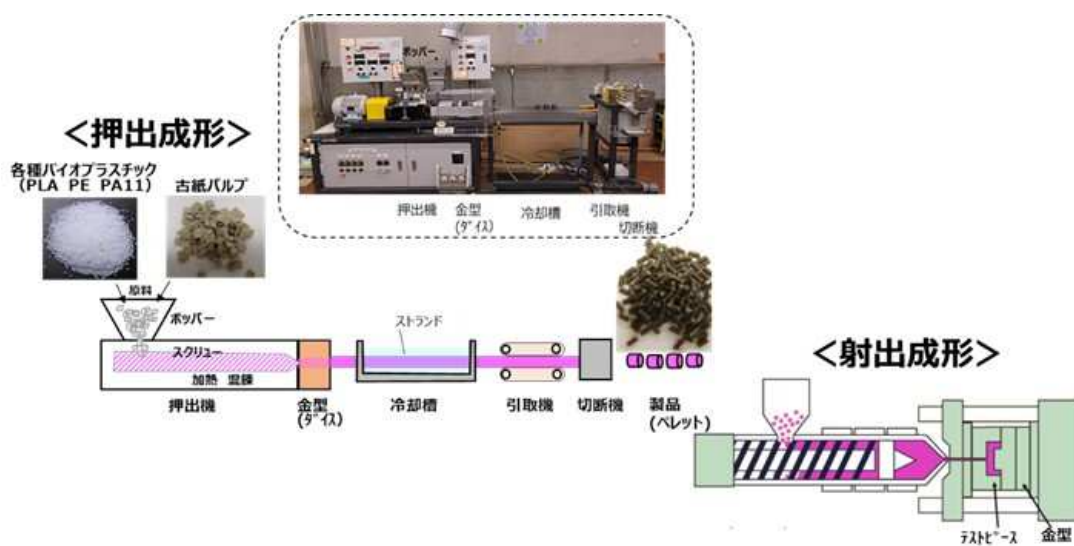 ホッパー
押出機 金型 冷却槽 引取機
(ダイス) 切断機
<押出成形>
各種バイオプラスチック
(PLA PE PA11)
古紙パルプ
原料
ホッパー
スクリュー
加熱 混錬
押出機
金型
(ダイス)
ストランド
冷却槽
引取機
切断機
製品
(ペレット)
<射出成形>
テストピース
金型